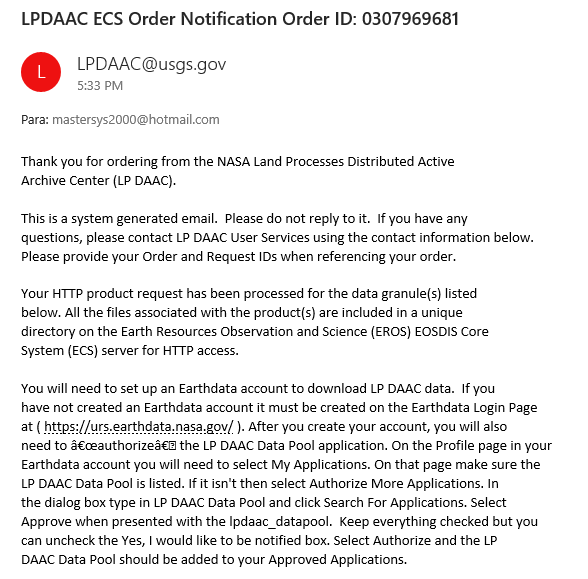 LPDAAC ECS Order Notification Order ID: 0307969681
L
LPDAAC@usgs.gov
5:33 PM
Para: mastersys2000@hotmail.com
Thank you for ordering from the NASA Land Processes Distributed Active
Archive Center (LP DAAC).
This is a system generated email.  Please do not reply to it.  If you have any
questions, please contact LP DAAC User Services using the contact information below.
Please provide your Order and Request IDs when referencing your order.
Your HTTP product request has been processed for the data granule(s) listed
below. All the files associated with the product(s) are included in a unique
directory on the Earth Resources Observation and Science (EROS) EOSDIS Core
System (ECS) server for HTTP access.
You will need to set up an Earthdata account to download LP DAAC data.  If you
have not created an Earthdata account it must be created on the Earthdata Login Page
at ( https://urs.earthdata.nasa.gov/ ). After you create your account, you will also
need to â€œauthorizeâ€ the LP DAAC Data Pool application. On the Profile page in your
Earthdata account you will need to select My Applications. On that page make sure the
LP DAAC Data Pool is listed. If it isn't then select Authorize More Applications. In
the dialog box type in LP DAAC Data Pool and click Search For Applications. Select
Approve when presented with the lpdaac_datapool.  Keep everything checked but you
can uncheck the Yes, I would like to be notified box. Select Authorize and the LP
DAAC Data Pool should be added to your Approved Applications.